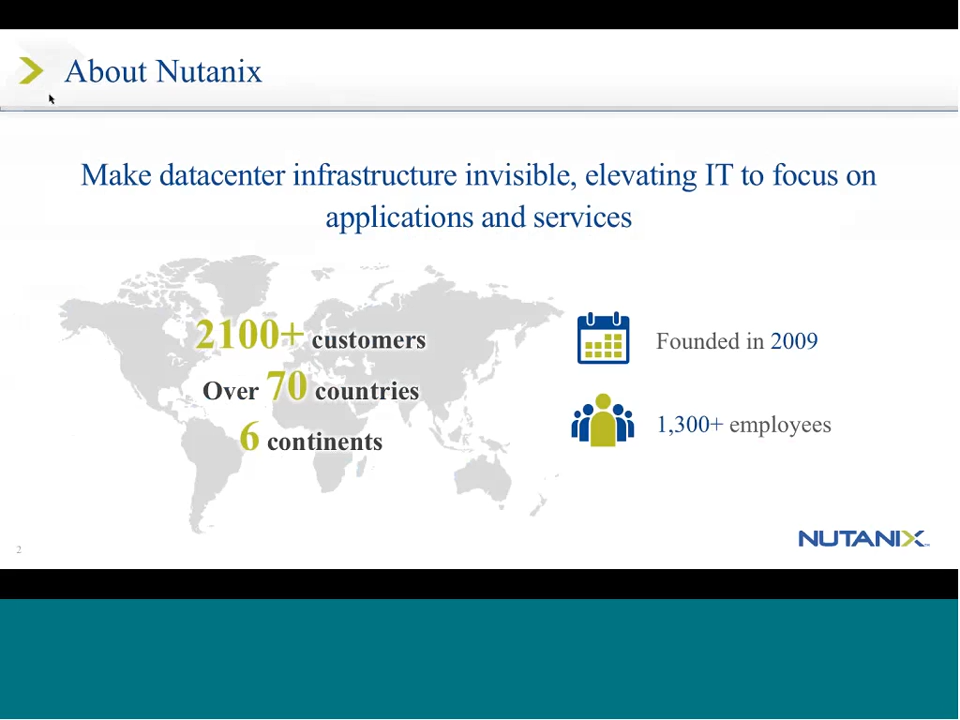 About Nutanix
Make datacenter infrastructure invisible, elevating IT to focus on
applications and services
2100+ customers
Over 70 countries
6 continents
Founded in 2009
1,300+ employees
NUTANIX™
2